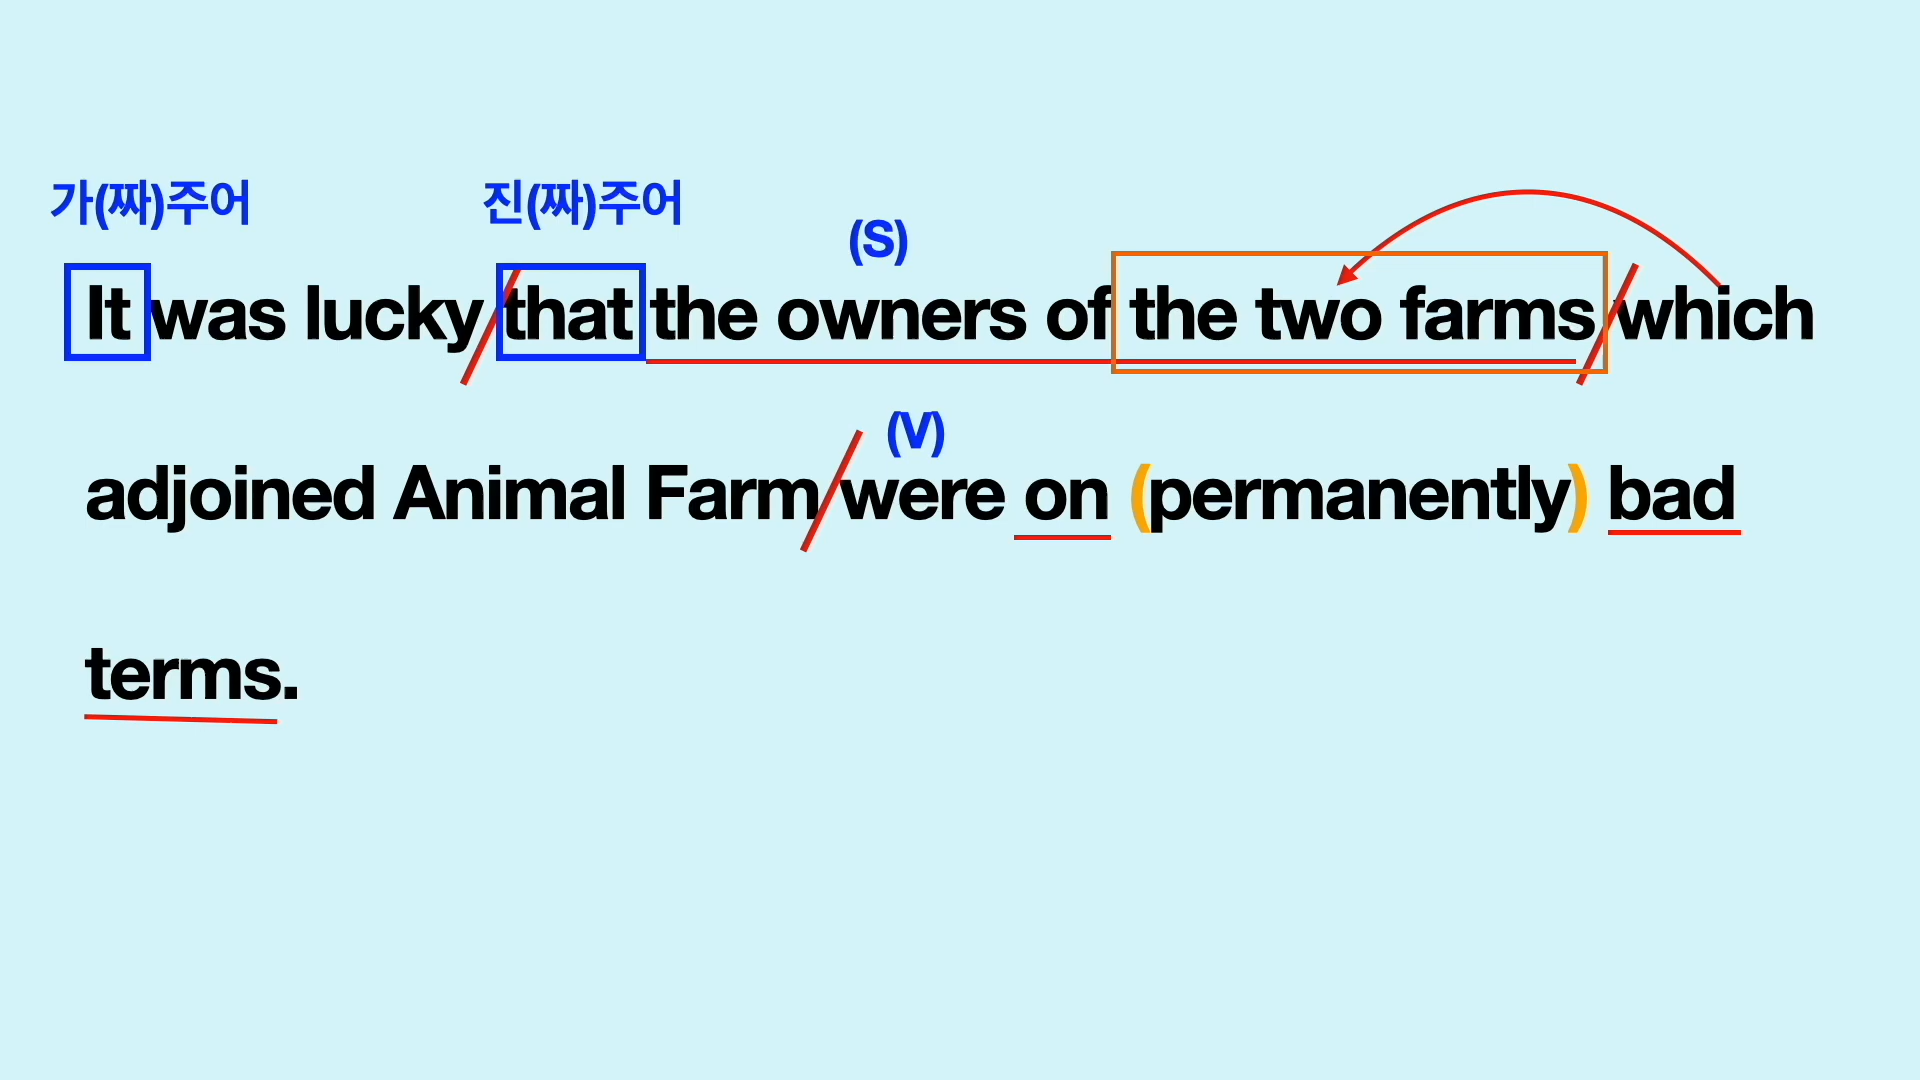 가(짜)주어 진(짜)주어
(S)
It was lucky that the owners of the two farms which
(V)
adjoined Animal Farm were on (permanently) bad
terms.